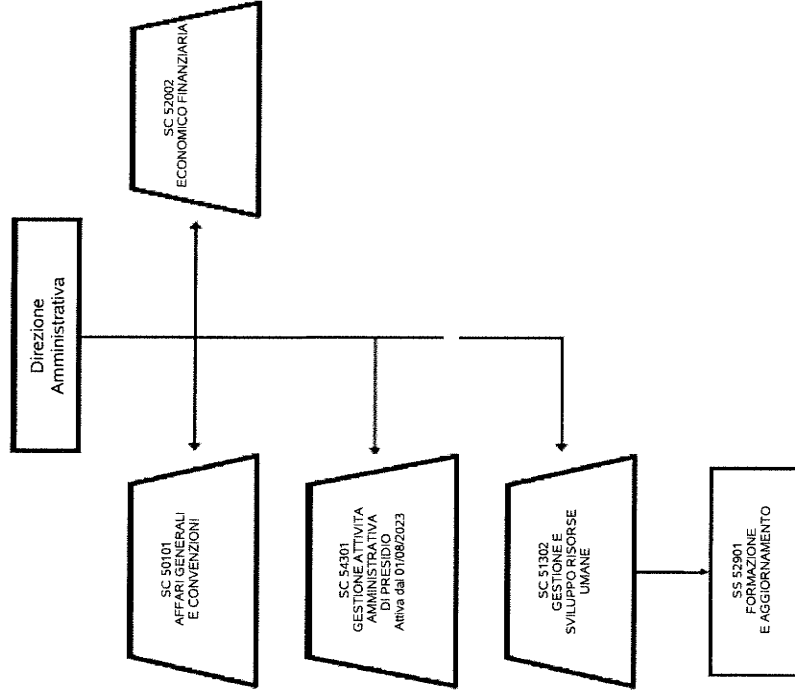 Direzione
Amministrativa
SC 50101
AFFARI GENERALI
E CONVENZIONI
SC 52002
ECONOMICO FINANZIARIA
SC 54301
GESTIONE ATTIVITA
AMMINISTRATIVA
DI PRESIDIO
Attiva dal 01/08/2023
SC 51302
GESTIONE E
SVILUPPO RISORSE
UMANE
SS 52901
FORMAZIONE
E AGGIORNAMENTO